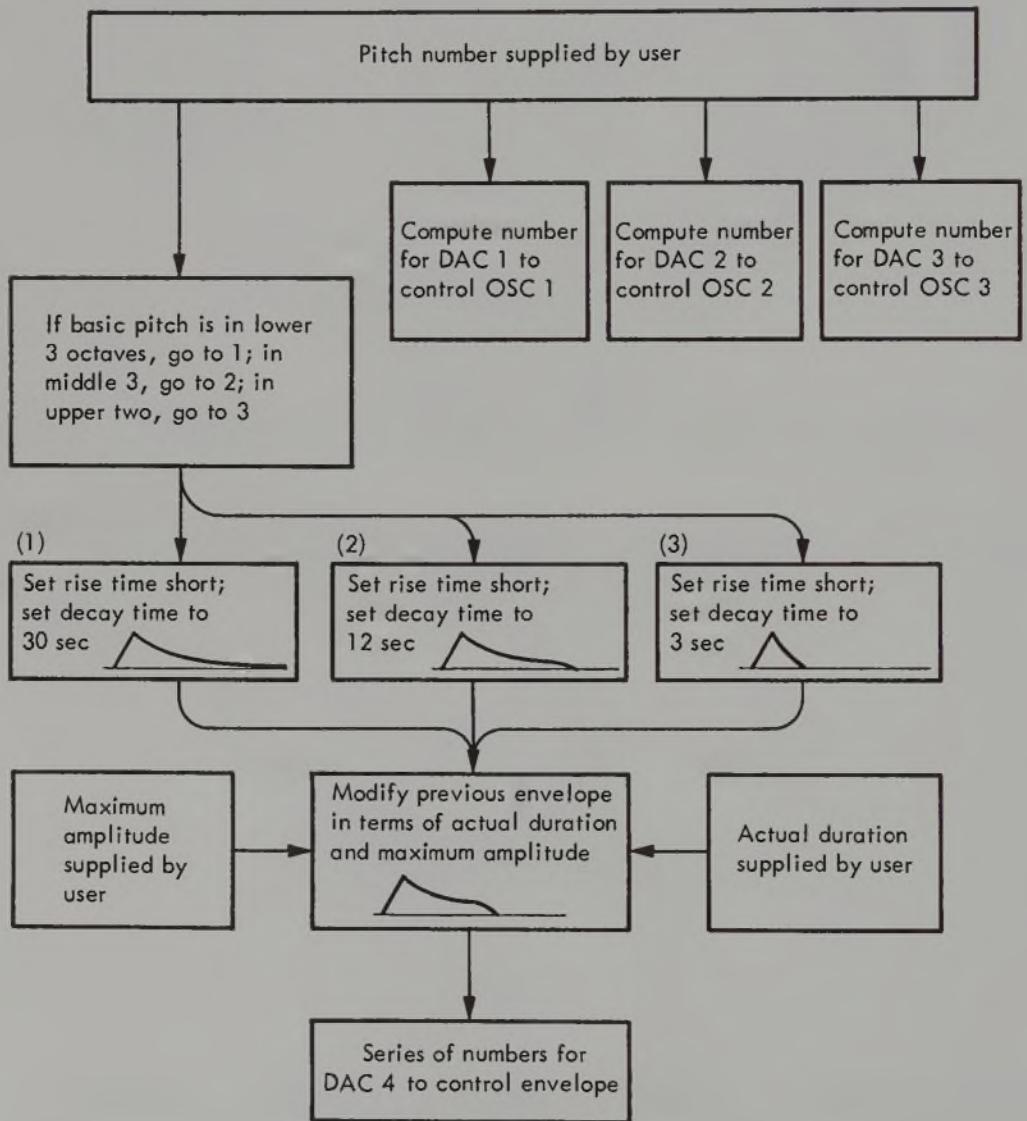 Pitch number supplied by user
Compute number
for DAC 1 to
control OSC 1
Compute number
for DAC 2 to
control OSC 2
Compute number
for DAC 3 to
control OSC 3
If basic pitch is in lower
3 octaves, go to 1; in
middle 3, go to 2; in
upper two, go to 3
(1)
Set rise time short;
set decay time to
30 sec
(2)
Set rise time short;
set decay time to
12 sec
(3)
Set rise time short;
set decay time to
3 sec
Maximum
amplitude
supplied by
user
Modify previous envelope
in terms of actual duration
and maximum amplitude
Actual duration
supplied by user
Series of numbers for
DAC 4 to control envelope